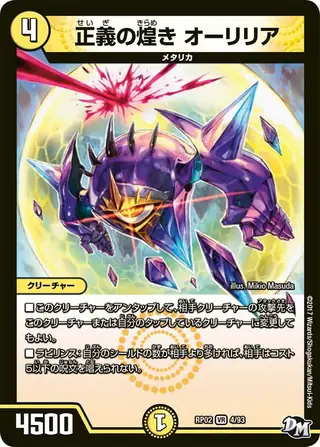 4
せいぎ きらめ
正義の煌き オーリリア
メタリカ
illus. Mikio Masuda
クリーチャー
■このクリーチャーをアンタップして、相手クリーチャーの攻撃先を
このクリーチャーまたは自分のタップしているクリーチャーに変更して
もよい。
■ラビリンス:自分のシールドの数が相手より多ければ、相手はコスト
5以下の呪文を唱えられない。
©2017 Wizards/Shogakukan/Mitsui-Kids
4500
1
RP02 VR 4/93
DM